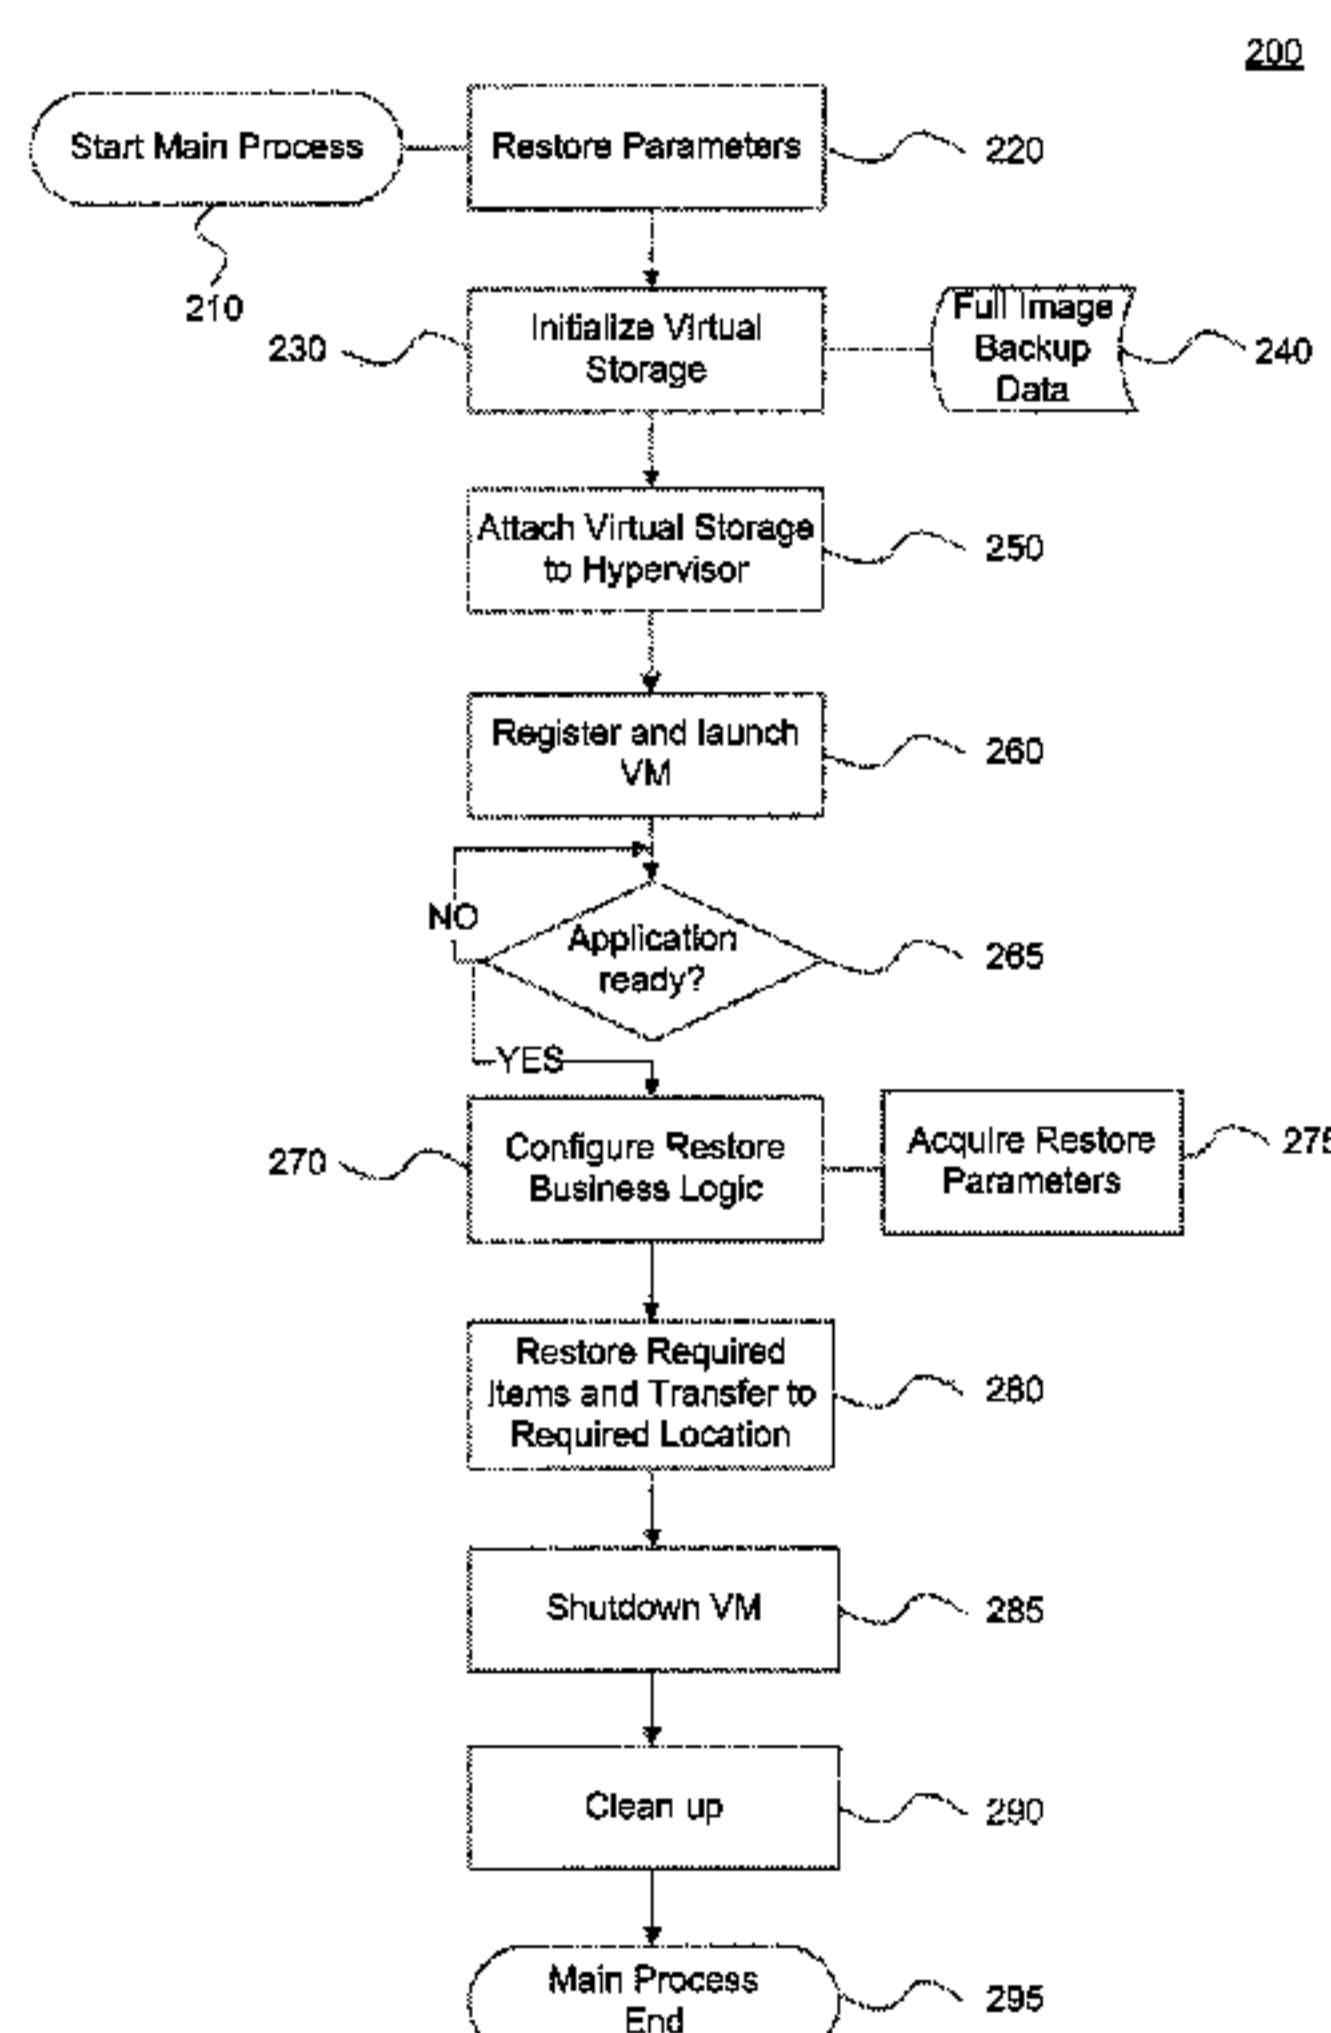 200
Start Main Process
Restore Parameters
220
210
Initialize Virtual
Storage
230
Full Image
Backup
Data
240
Attach Virtual Storage
to Hypervisor
250
Register and launch
VM
260
NO
Application
ready?
265
YES
Configure Restore
Business Logic
270
Acquire Restore
Parameters
275
Restore Required
Items and Transfer to
Required Location
280
Shutdown VM
285
Clean up
290
Main Process
End
295